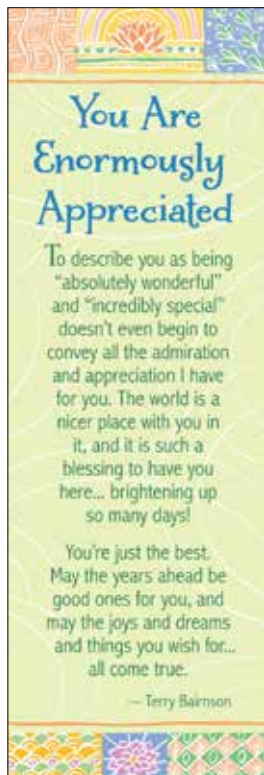 You Are
Enormously
Appreciated
To describe you as being
“absolutely wonderful”
and “incredibly special”
doesn't even begin to
convey all the admiration
and appreciation I have
for you. The world is a
nicer place with you in
it, and it is such a
blessing to have you
here... brightening up
so many days!
You're just the best.
May the years ahead be
good ones for you, and
may the joys and dreams
and things you wish for...
all come true.
— Terry Bairnson